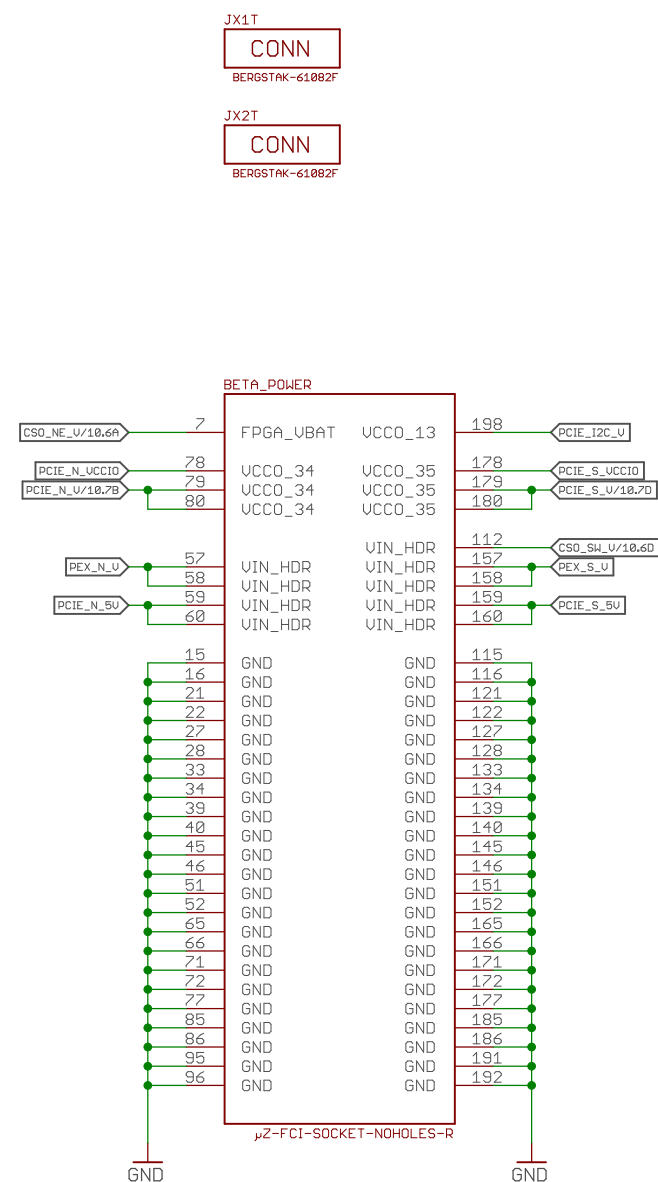 JX1T
CONN
BERGSTAK-61082F
JX2T
CONN
BERGSTAK-61082F
BETA_POWER
CSO_NE_V/10.6A 7 FPGA_VBAT VCCO_13 198 PCIE_I2C_V
PCIE_N_VCCIO 78 VCCO_34 VCCO_35 178 PCIE_S_VCCIO
PCIE_N_V/10.7B 79 VCCO_34 VCCO_35 179 PCIE_S_V/10.7D
80 VCCO_34 VCCO_35 180
VIN_HDR 112 CSO_SW_V/10.6D
PEX_N_V 57 VIN_HDR VIN_HDR 157 PEX_S_V
58 VIN_HDR VIN_HDR 158
PCIE_N_5V 59 VIN_HDR VIN_HDR 159 PCIE_S_5V
60 VIN_HDR VIN_HDR 160
15 GND GND 115
16 GND GND 116
21 GND GND 121
22 GND GND 122
27 GND GND 127
28 GND GND 128
33 GND GND 133
34 GND GND 134
39 GND GND 139
40 GND GND 140
45 GND GND 145
46 GND GND 146
51 GND GND 151
52 GND GND 152
65 GND GND 165
66 GND GND 166
71 GND GND 171
72 GND GND 172
77 GND GND 177
85 GND GND 185
86 GND GND 186
95 GND GND 191
96 GND GND 192
µZ-FCI-SOCKET-NOHOLES-R
GND GND